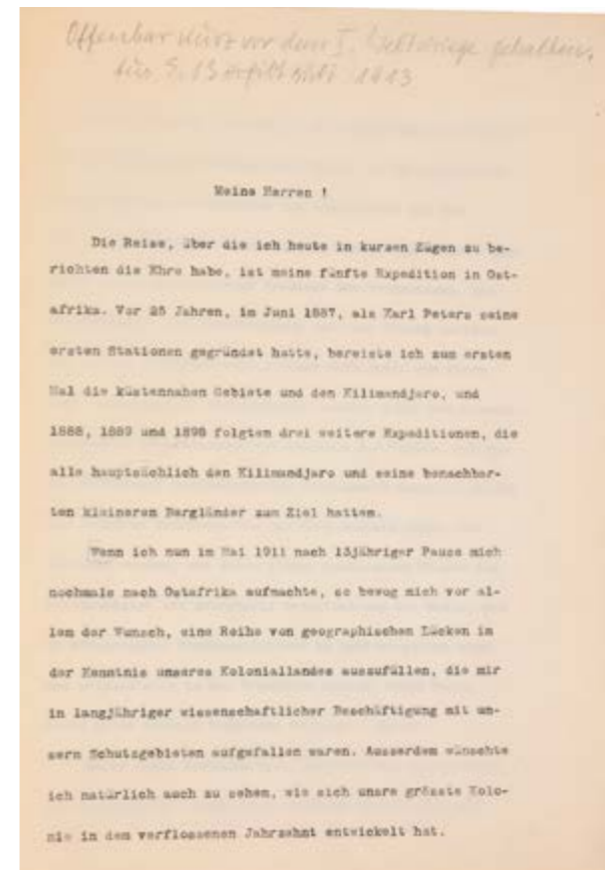 Offenbar kurz vor dem I. Weltkriege gehalten,
1913
Meine Herren !
Die Reise, über die ich heute in kurzen Zügen zu be-
richten die Ehre habe, ist meine fünfte Expedition in Ost-
afrika. Vor 25 Jahren, im Juni 1887, als Karl Peters seine
ersten Stationen gegründet hatte, bereiste ich zum ersten
Mal die küstennahen Gebiete und den Kilimandjaro, und
1888, 1889 und 1898 folgten drei weitere Expeditionen, die
alle hauptsächlich den Kilimandjaro und seine benachbar-
ten kleineren Bergländer zum Ziel hatten.
Wenn ich nun im Mai 1911 nach 13jähriger Pause mich
nochmals nach Ostafrika aufmachte, so bewog mich vor al-
lem der Wunsch, eine Reihe von geographischen Lücken in
der Kenntnis unseres Koloniallandes auszufüllen, die mir
in langjähriger wissenschaftlicher Beschäftigung mit un-
sern Schutzgebieten aufgefallen waren. Ausserdem wünschte
ich natürlich auch zu sehen, wie sich unsre grösste Kolo-
nie in dem verflossenen Jahrzehnt entwickelt hat.